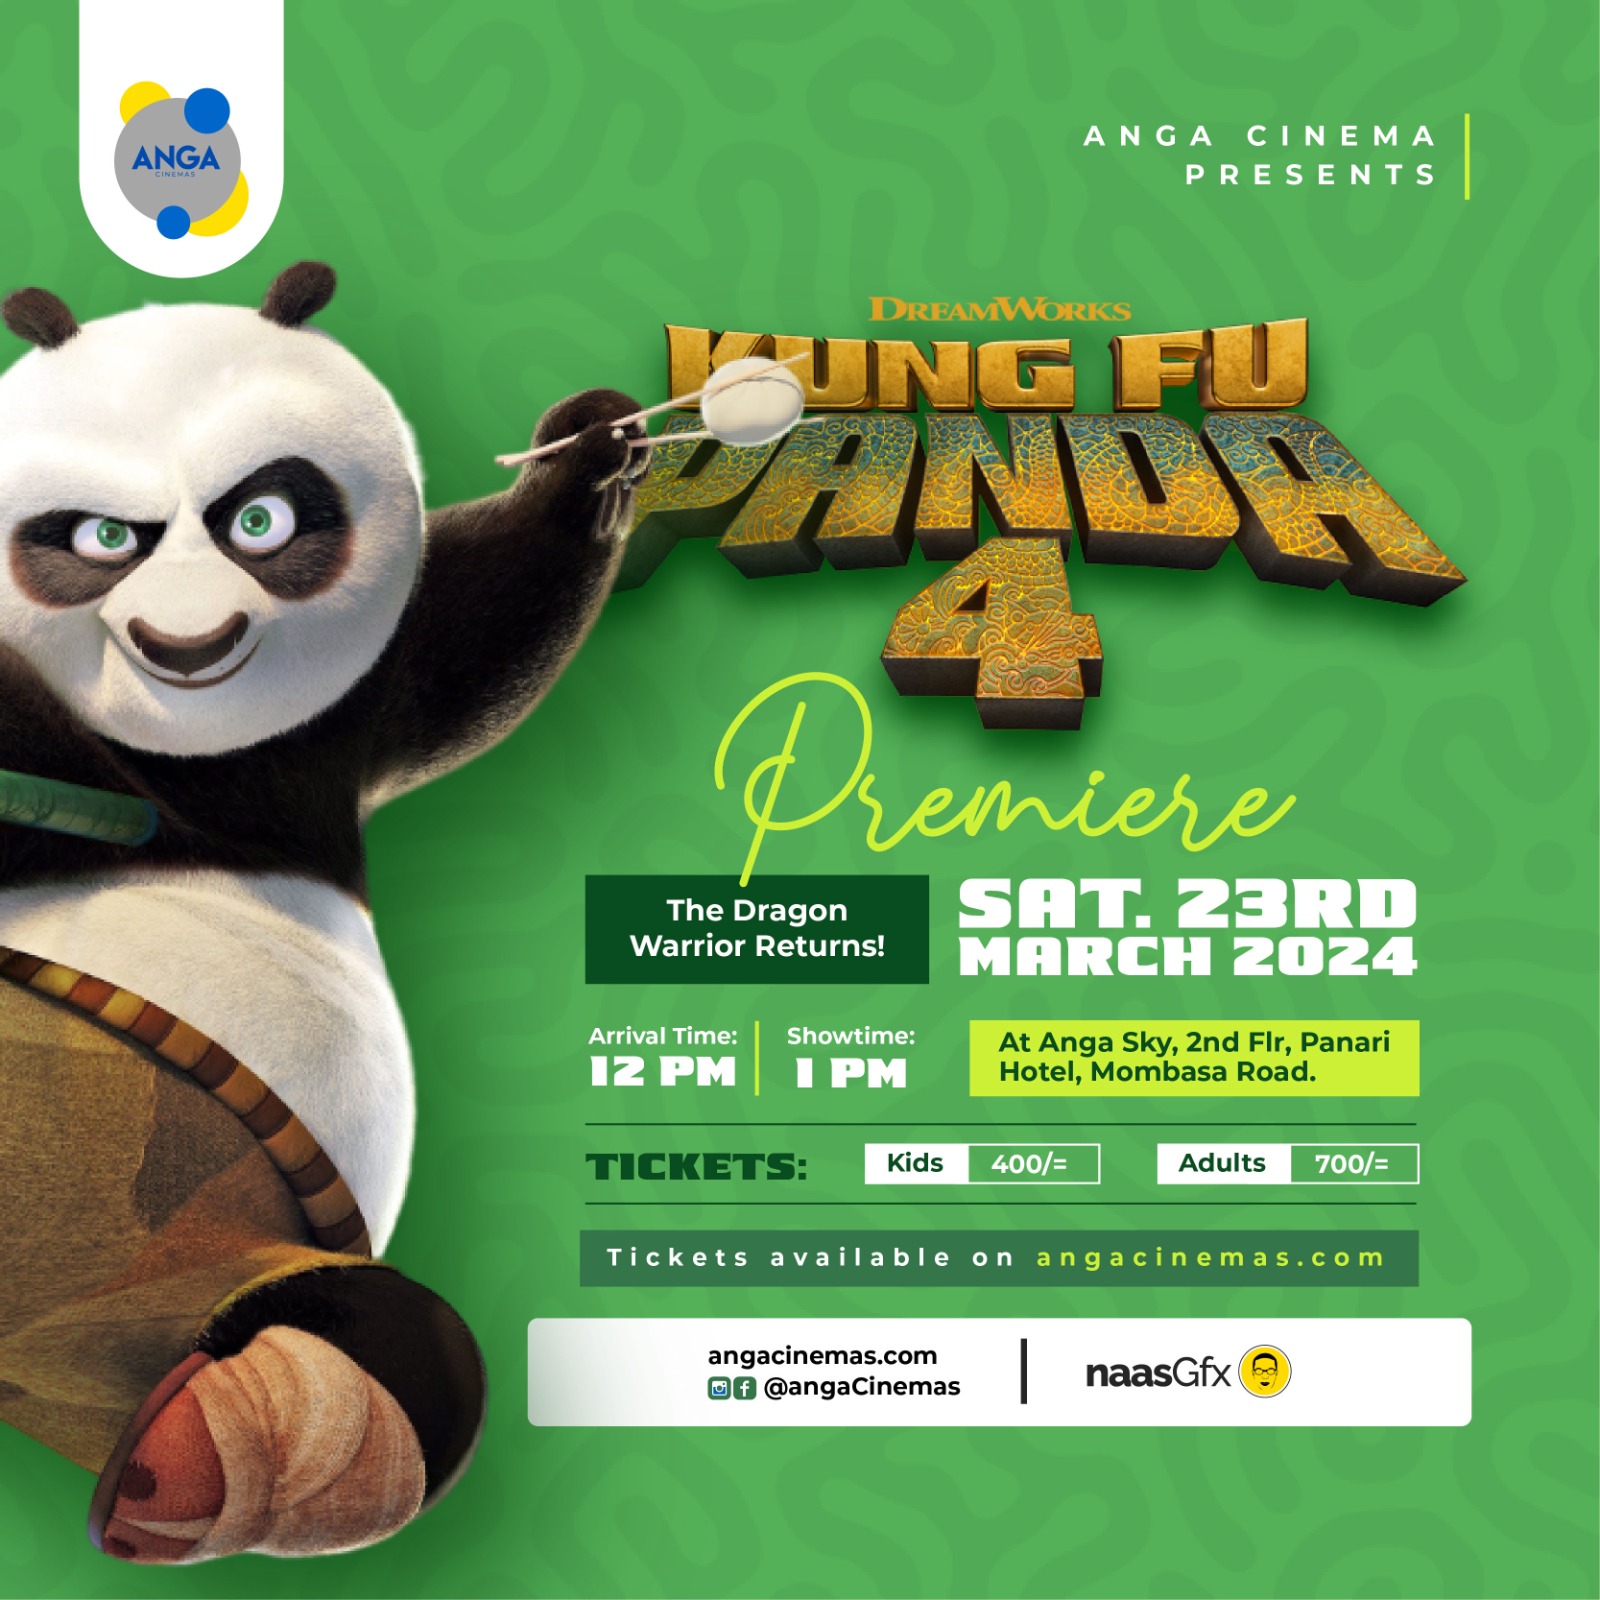 ANGA
CINEMAS
ANGA CINEMA
PRESENTS
DREAMWORKS
KUNG FU
PANDA
4
Premiere
The Dragon
Warrior Returns!
SAT. 23RD
MARCH 2024
Arrival Time:
12 PM
Showtime:
1 PM
At Anga Sky, 2nd Flr, Panari
Hotel, Mombasa Road.
TICKETS: Kids 400/= Adults 700/=
Tickets available on angacinemas.com
angacinemas.com
@angaCinemas
naasGfx